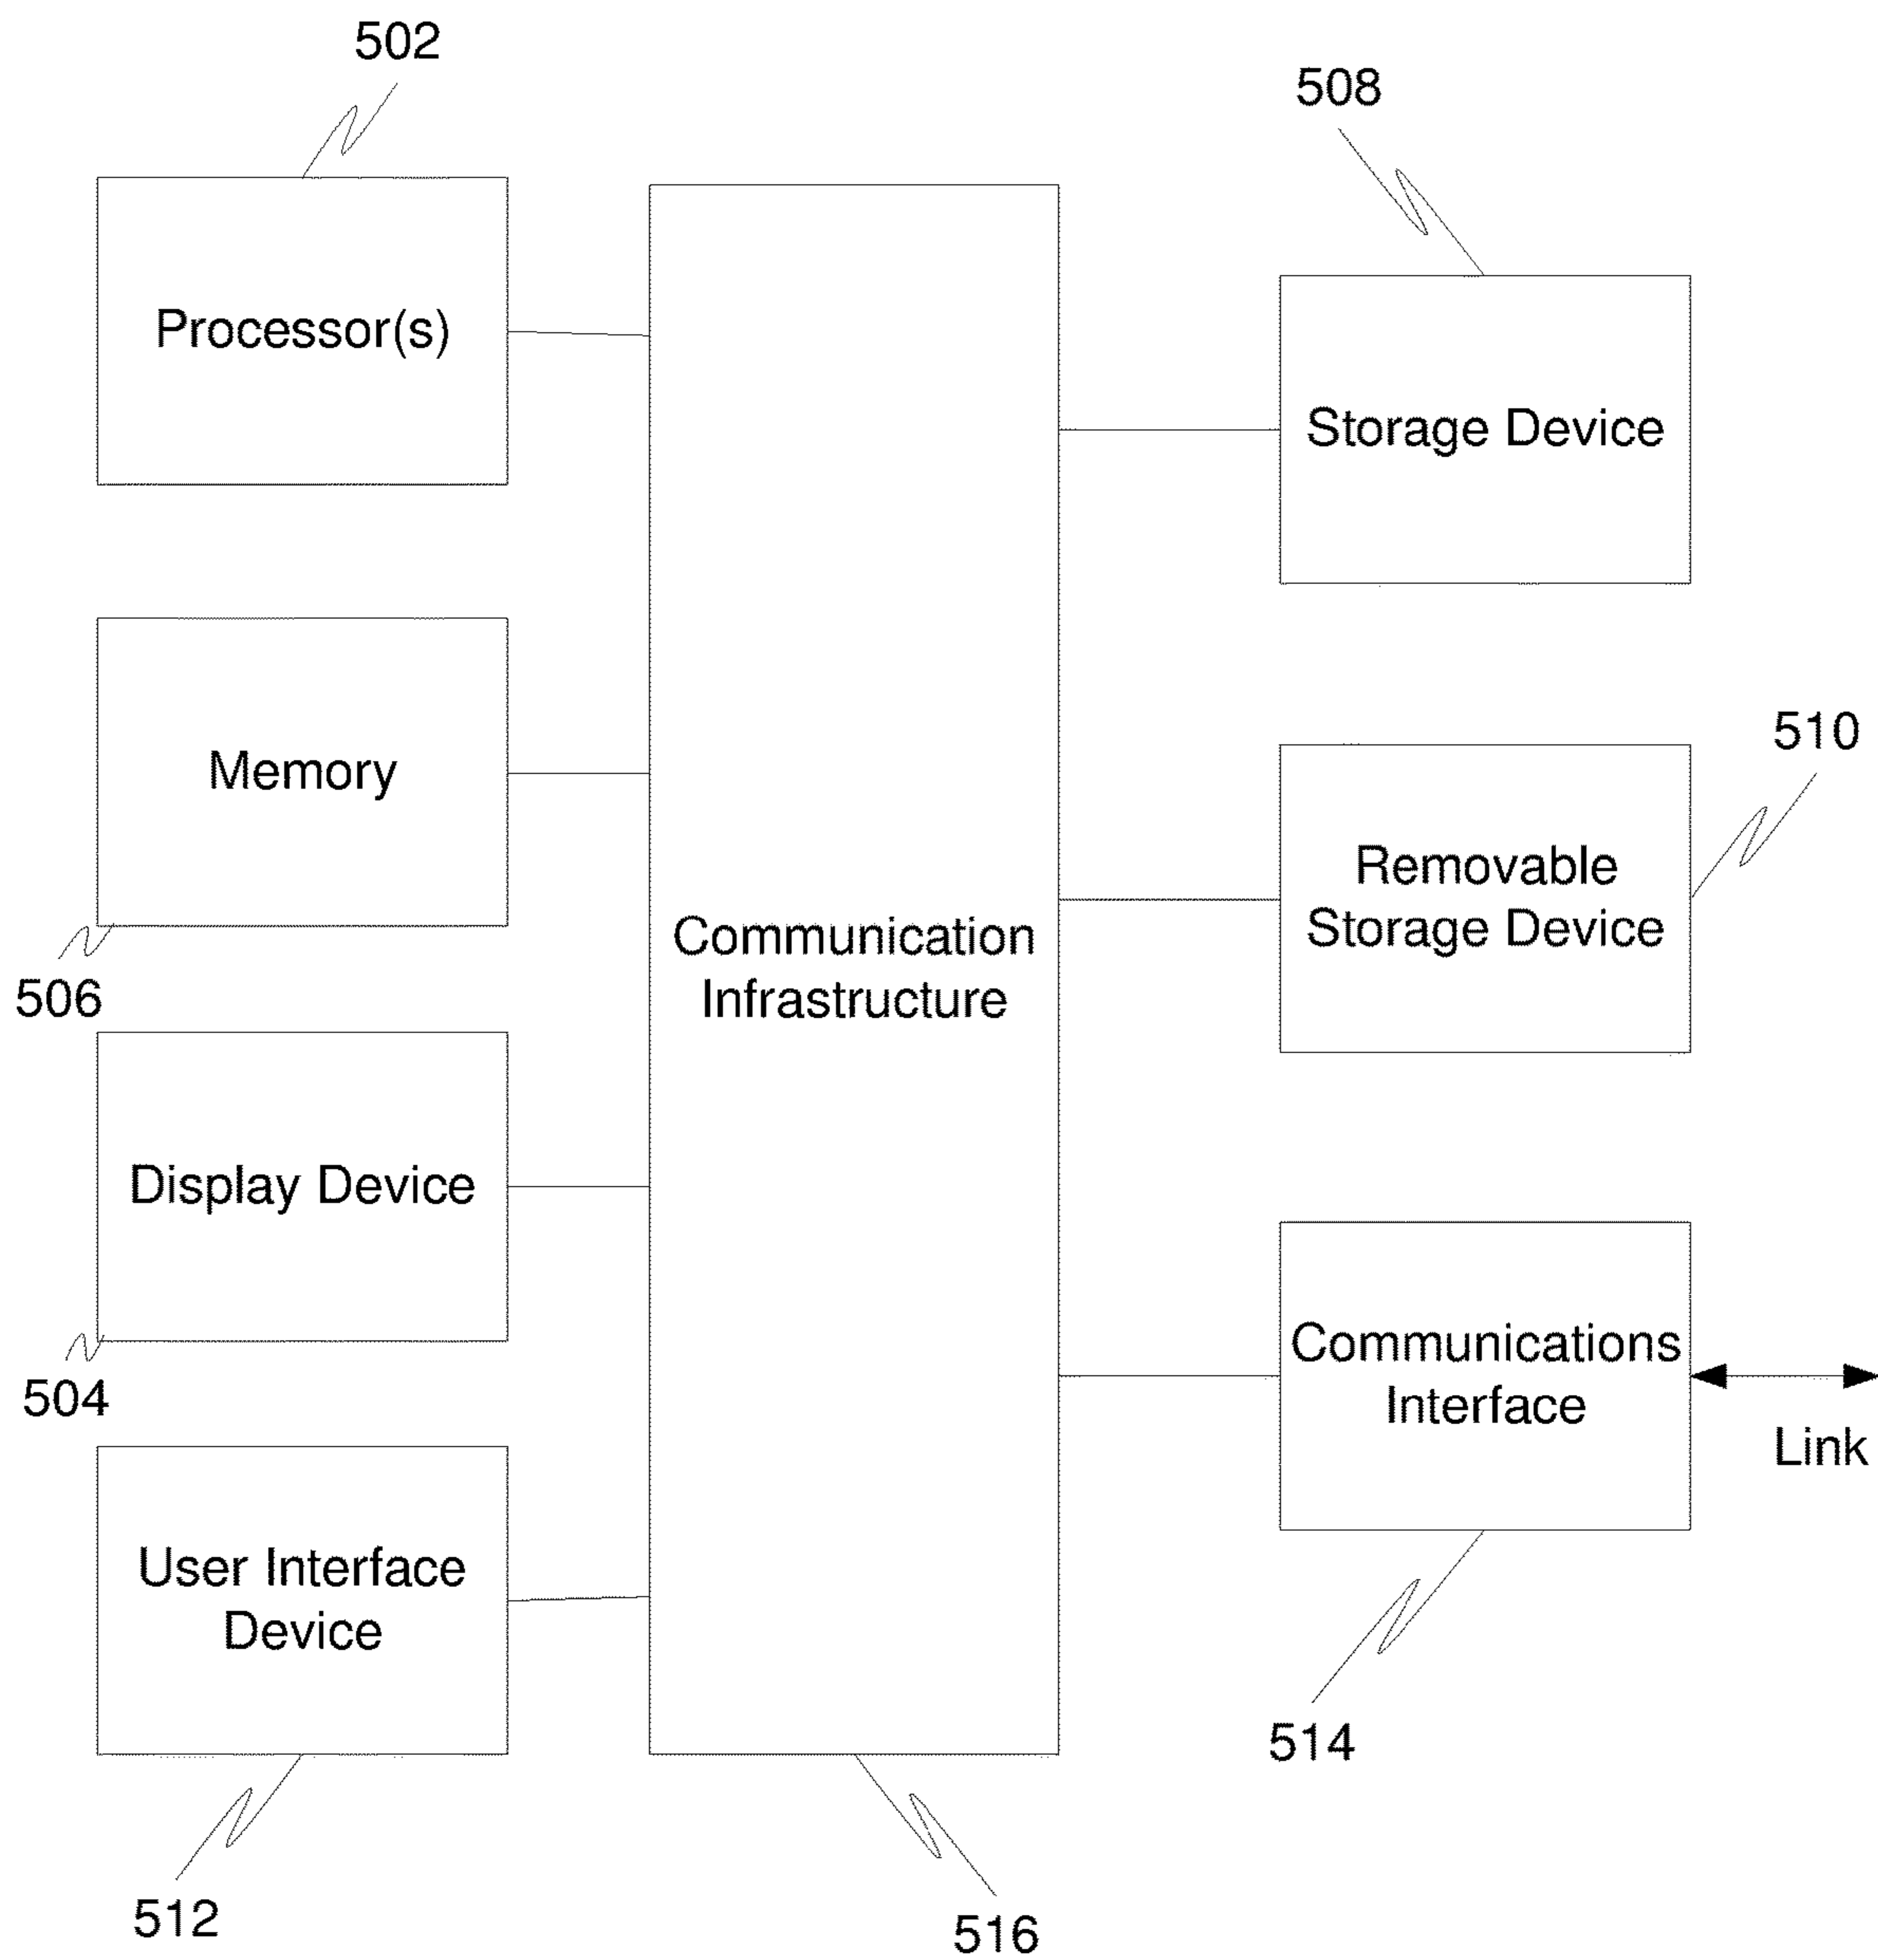 502
508
Processor(s)
Storage Device
510
Memory
Removable
Storage Device
Communication
Infrastructure
506
Display Device
Communications
Interface
504
Link
User Interface
Device
514
512
516